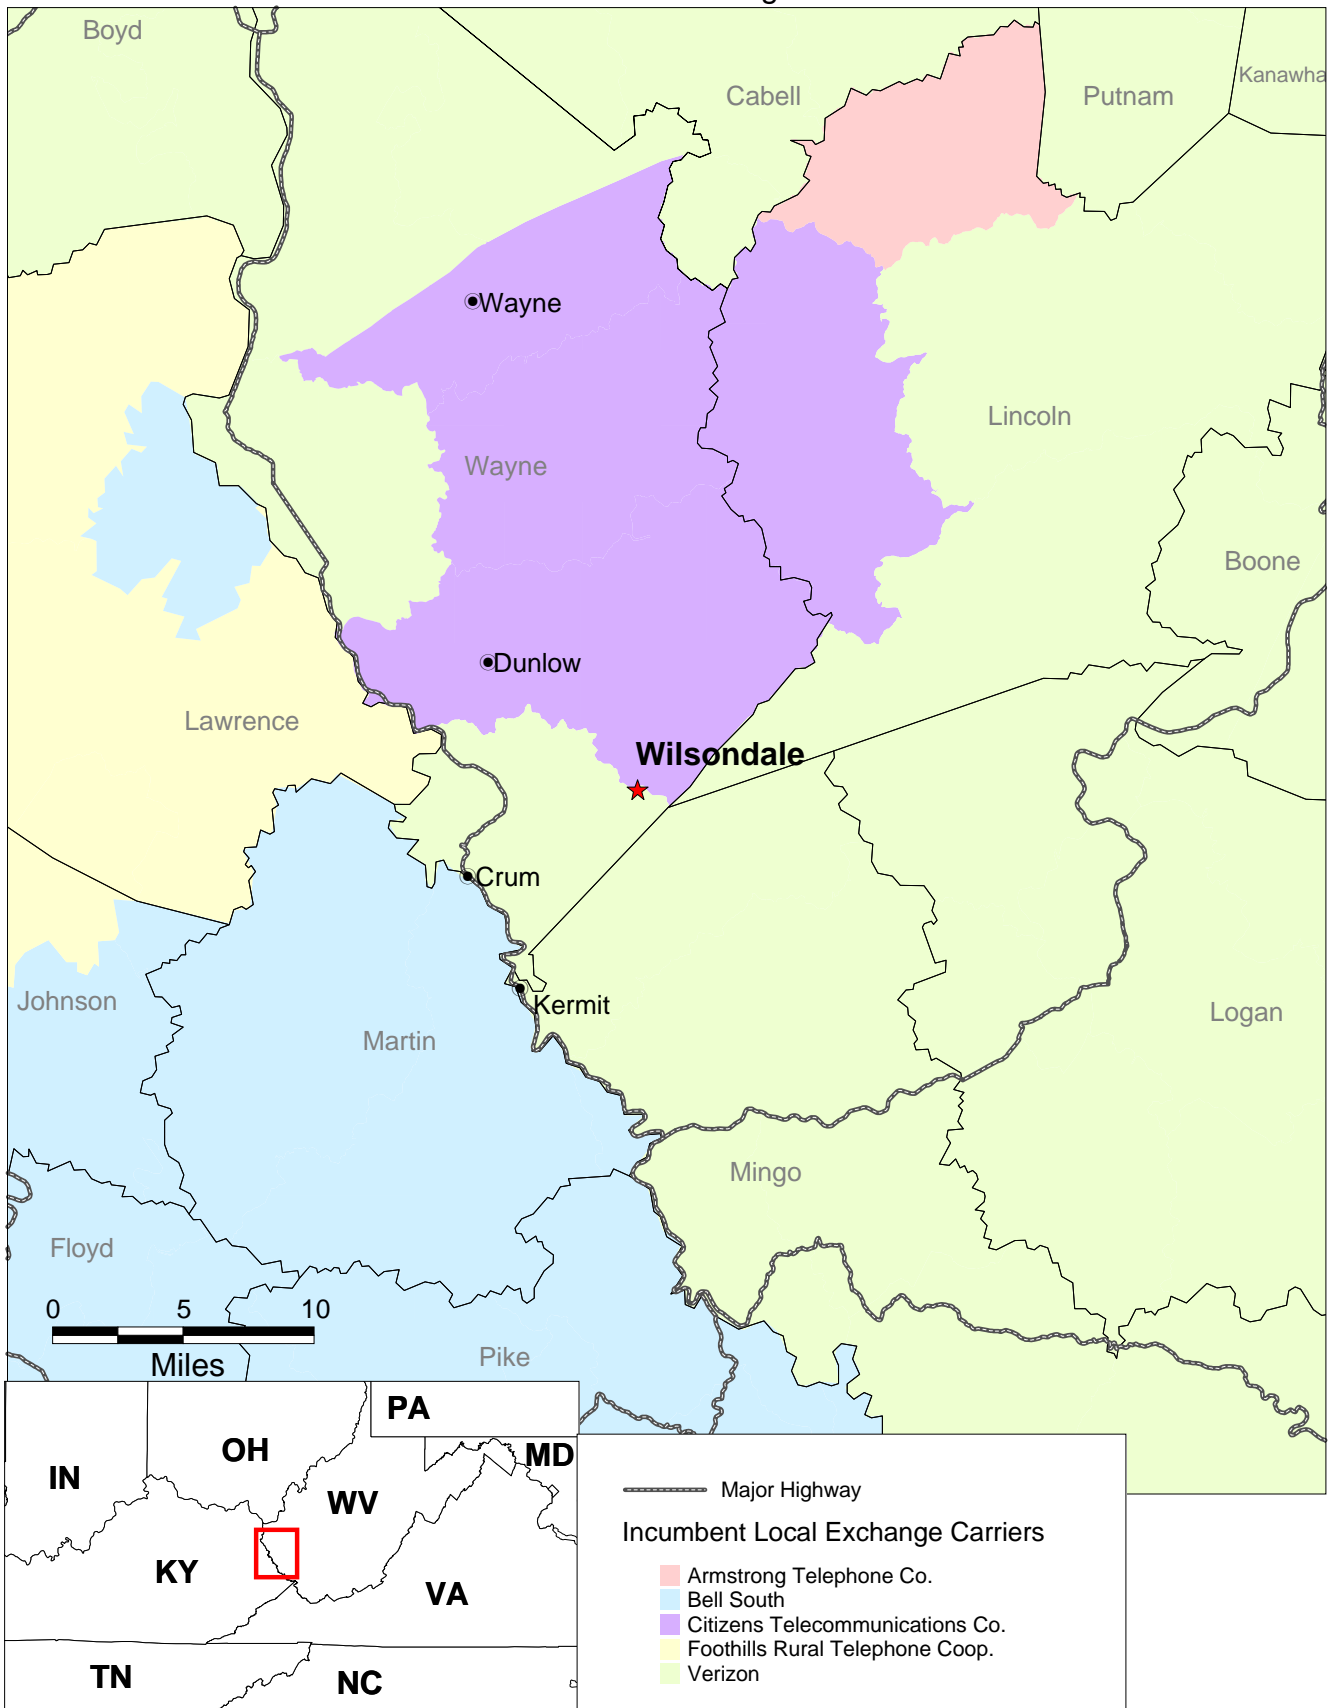 Boyd
Cabell
Putnam
Kanawha
Wayne
Lincoln
Wayne
Boone
Dunlow
Lawrence
Wilsondale
Crum
Johnson
Kermit
Martin
Logan
Mingo
Floyd
0 5 10
Miles
Pike
PA
OH
MD
IN
WV
KY
VA
TN
NC
Major Highway
Incumbent Local Exchange Carriers
Armstrong Telephone Co.
Bell South
Citizens Telecommunications Co.
Foothills Rural Telephone Coop.
Verizon